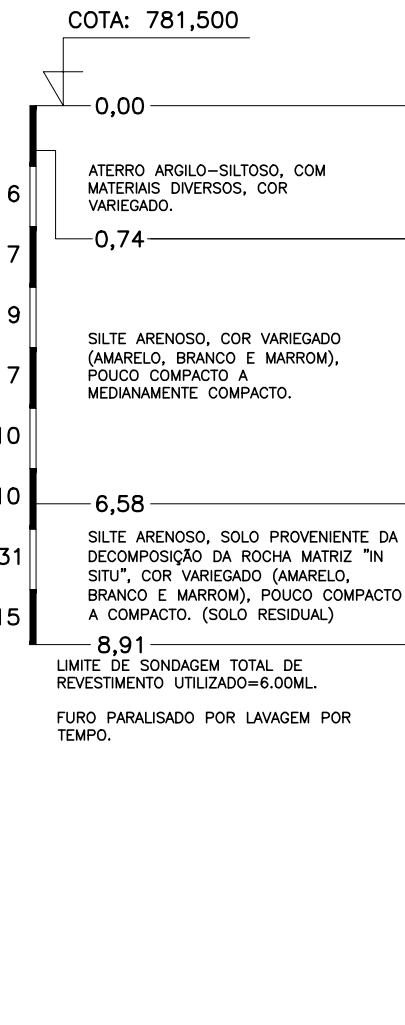 COTA: 781,500
0,00
ATERRO ARGILO-SILTOSO, COM
MATERIAIS DIVERSOS, COR
VARIEGADO.
6
0,74
7
9
SILTE ARENOSO, COR VARIEGADO
(AMARELO, BRANCO E MARROM),
POUCO COMPACTO A
MEDIANAMENTE COMPACTO.
7
10
10
6,58
SILTE ARENOSO, SOLO PROVENIENTE DA
DECOMPOSIÇÃO DA ROCHA MATRIZ "IN
SITU", COR VARIEGADO (AMARELO,
BRANCO E MARROM), POUCO COMPACTO
A COMPACTO. (SOLO RESIDUAL)
31
15
8,91
LIMITE DE SONDAGEM TOTAL DE
REVESTIMENTO UTILIZADO=6.00ML.
FURO PARALISADO POR LAVAGEM POR
TEMPO.